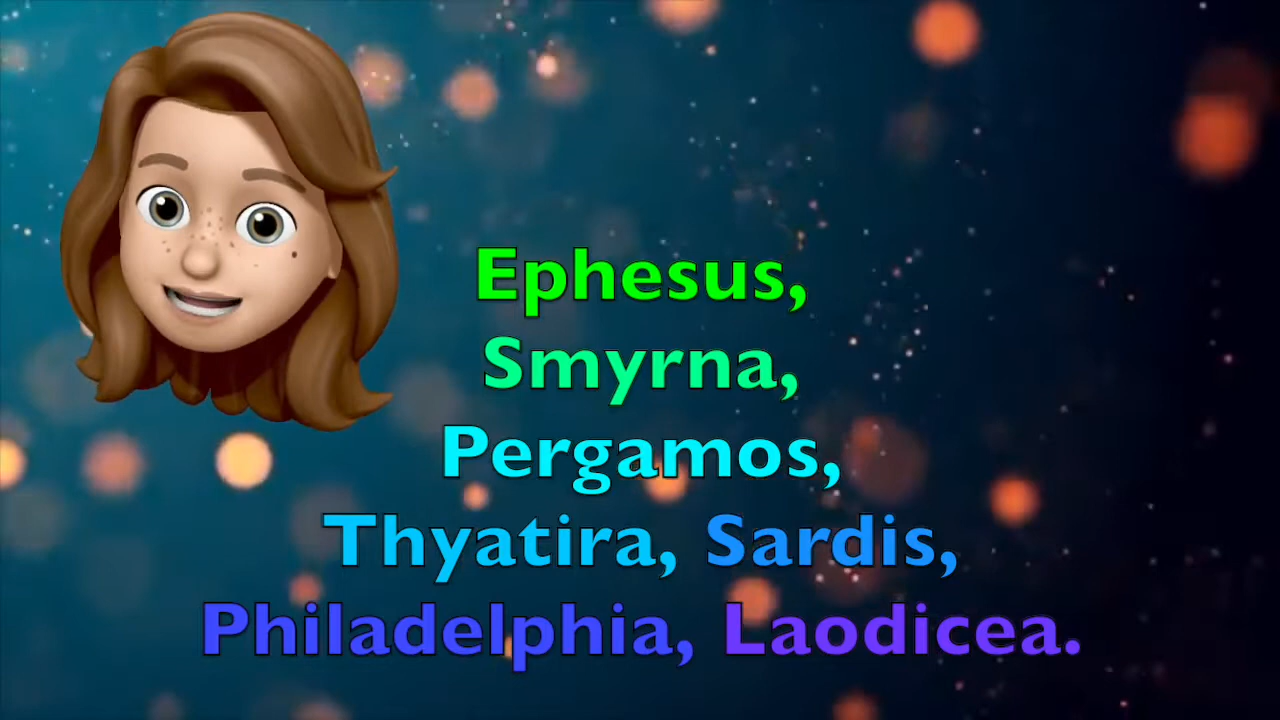 Ephesus,
Smyrna,
Pergamos,
Thyatira, Sardis,
Philadelphia, Laodicea.